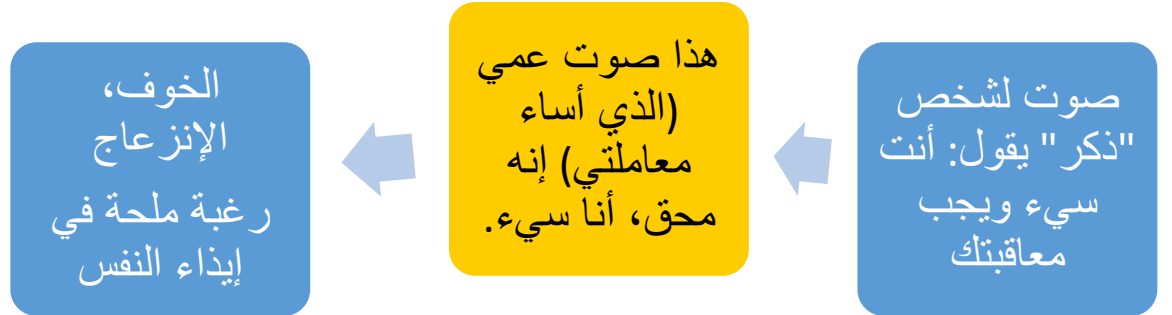 صوت لشخص
"ذكر" يقول: أنت
سيء ويجب
معاقبتك
هذا صوت عمي
(الذي أساء
معاملتي) إنه
محق، أنا سيء.
الخوف،
الإنزعاج
رغبة ملحة في
إيذاء النفس